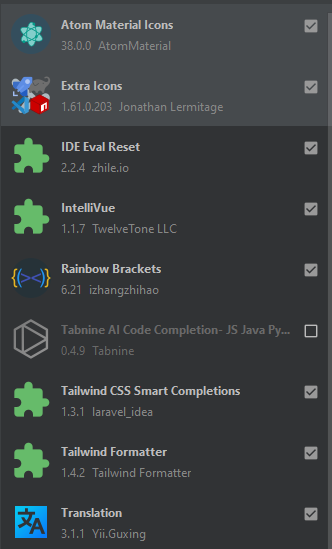 Atom Material Icons
38.0.0 AtomMaterial
Extra Icons
1.61.0.203 Jonathan Lermitage
IDE Eval Reset
2.2.4 zhile.io
IntelliVue
1.1.7 TwelveTone LLC
Rainbow Brackets
6.21 izhangzhihao
Tabnine AI Code Completion- JS Java Py...
0.4.9 Tabnine
Tailwind CSS Smart Completions
1.3.1 laravel_idea
Tailwind Formatter
1.4.2 Tailwind Formatter
Translation
3.1.1 Yii.Guxing